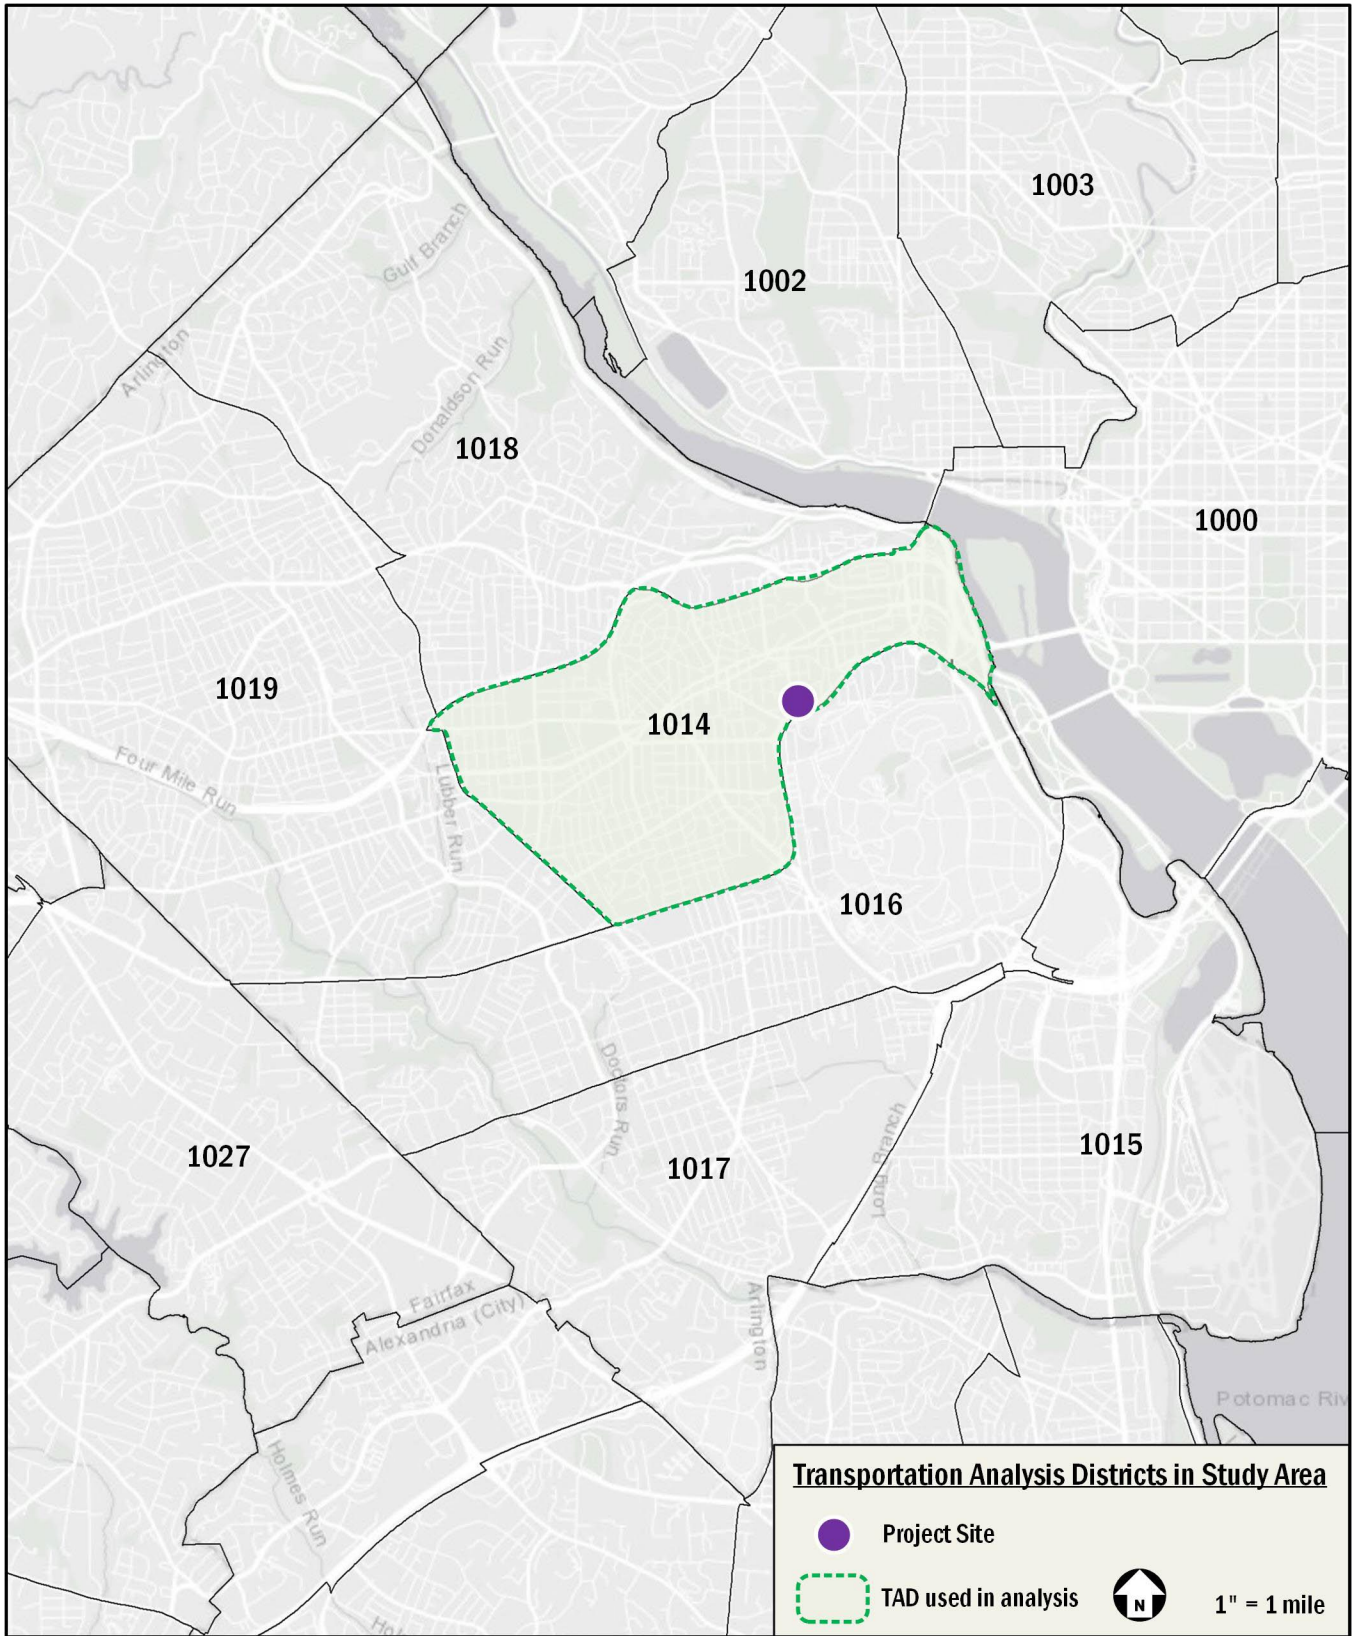 1003
Gulf Branch
1002
Arlington
Donaldson Run
1018
1000
1019
1014
Four Mile Run
Lubber Run
1016
Doctors Run
Long Branch
1015
1027
1017
Fairfax
Alexandria (City)
Arlington
Potomac Riv
Holmes Run
Transportation Analysis Districts in Study Area
Project Site
TAD used in analysis
N
1" = 1 mile